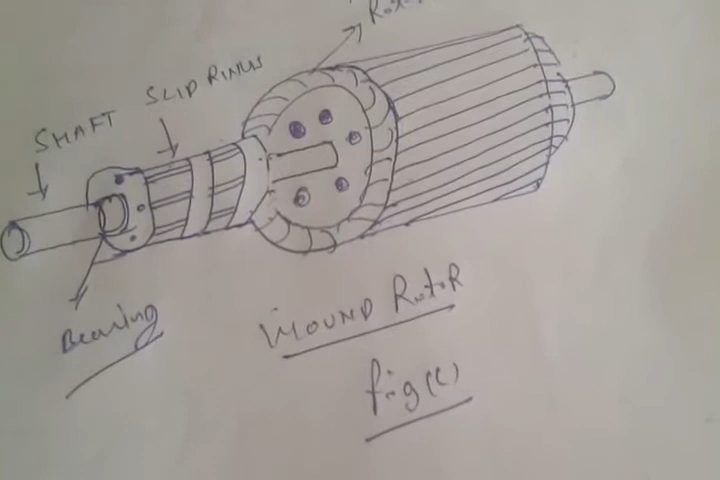 SHAFT
SLIP RINGS
Bearing
WOUND ROTOR
fig(c)